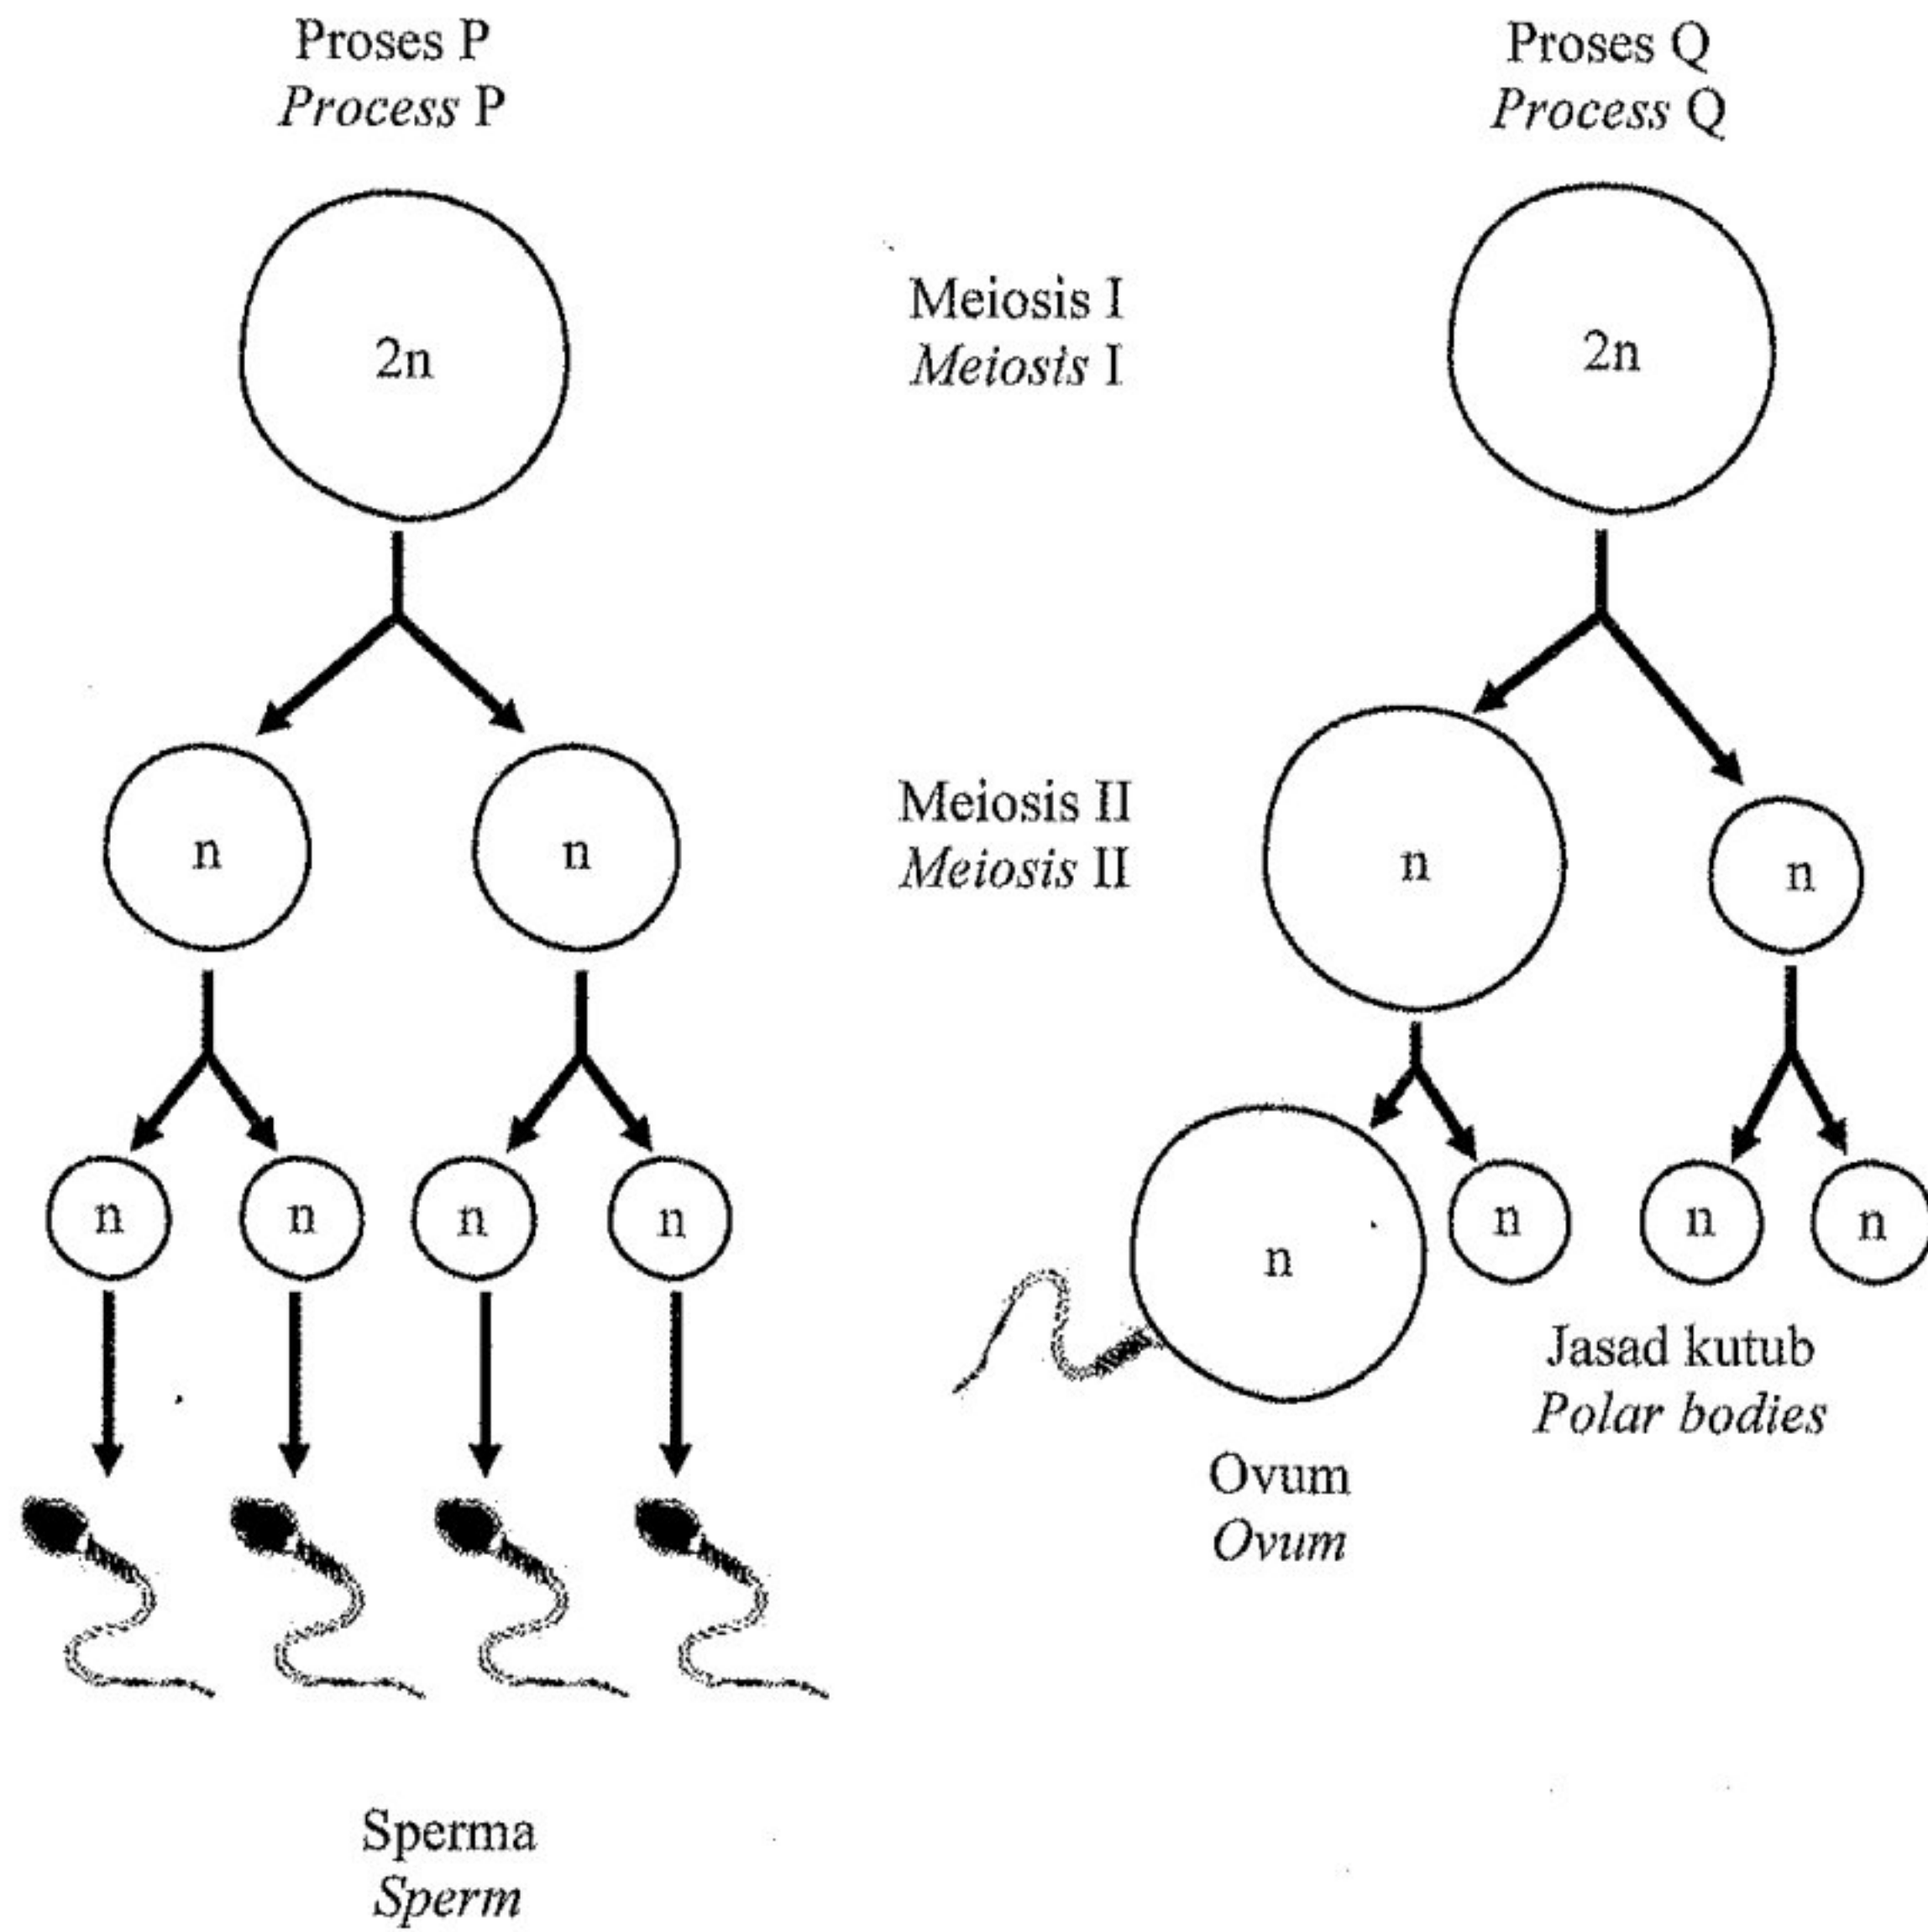 Proses P
Process P
Proses Q
Process Q
2n
Meiosis I
Meiosis I
2n
n
n
Meiosis II
Meiosis II
n
n
n
n
n
n
n
n
n
n
Jasad kutub
Polar bodies
Ovum
Ovum
Sperma
Sperm